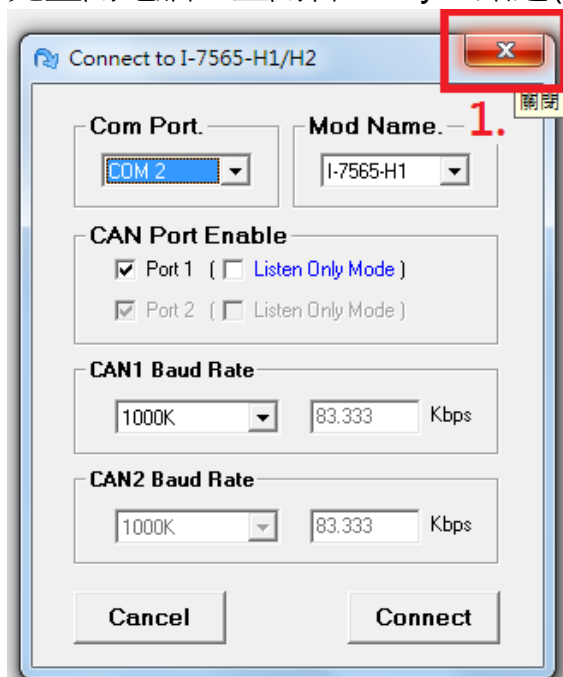 Connect to I-7565-H1/H2
關閉
1.
Com Port.
Mod Name.
COM 2
I-7565-H1
CAN Port Enable
Port 1 ( Listen Only Mode )
Port 2 ( Listen Only Mode )
CAN1 Baud Rate
1000K
83.333
Kbps
CAN2 Baud Rate
1000K
83.333
Kbps
Cancel
Connect